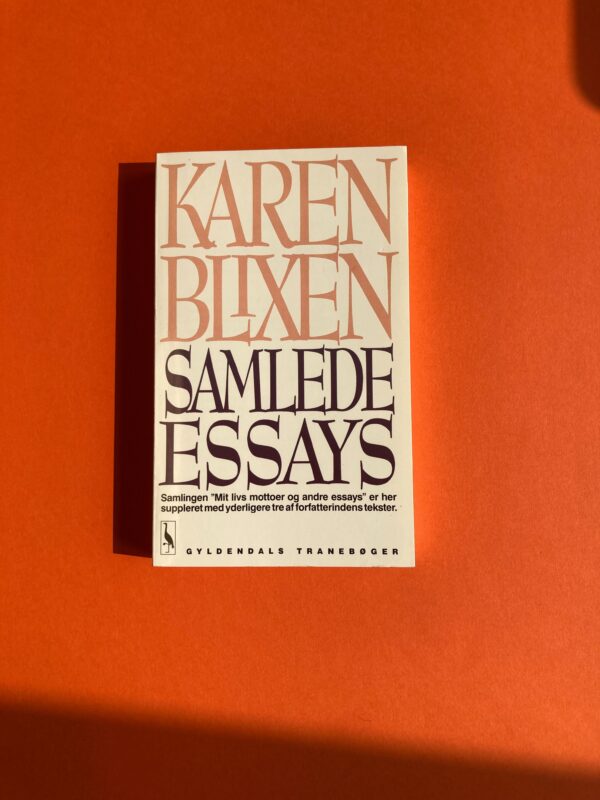 KAREN
BLIXEN
SAMLEDE
ESSAYS
Samlingen "Mit livs mottoer og andre essays" er her
suppleret med yderligere tre af forfatterindens tekster.
GYLDENDALS TRANEBØGER